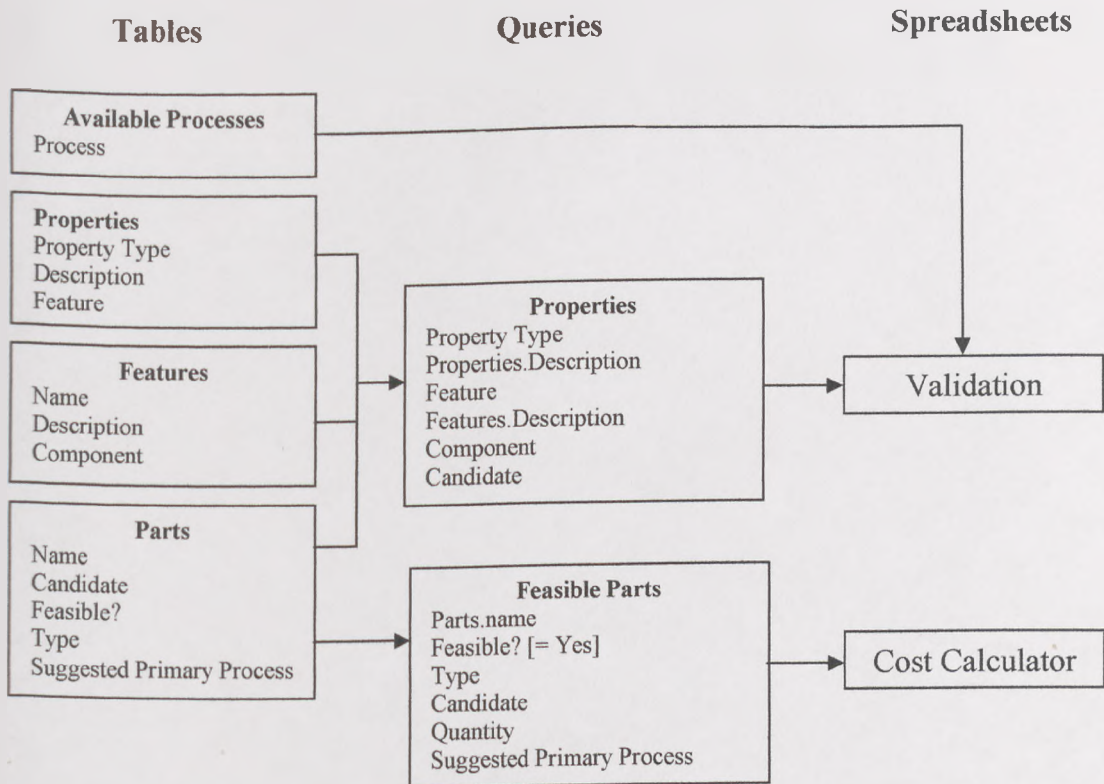 Tables
Queries
Spreadsheets
Available Processes
Process
Properties
Property Type
Description
Feature
Features
Name
Description
Component
Parts
Name
Candidate
Feasible?
Type
Suggested Primary Process
Properties
Property Type
Properties.Description
Feature
Features.Description
Component
Candidate
Feasible Parts
Parts.name
Feasible? [= Yes]
Type
Candidate
Quantity
Suggested Primary Process
Validation
Cost Calculator